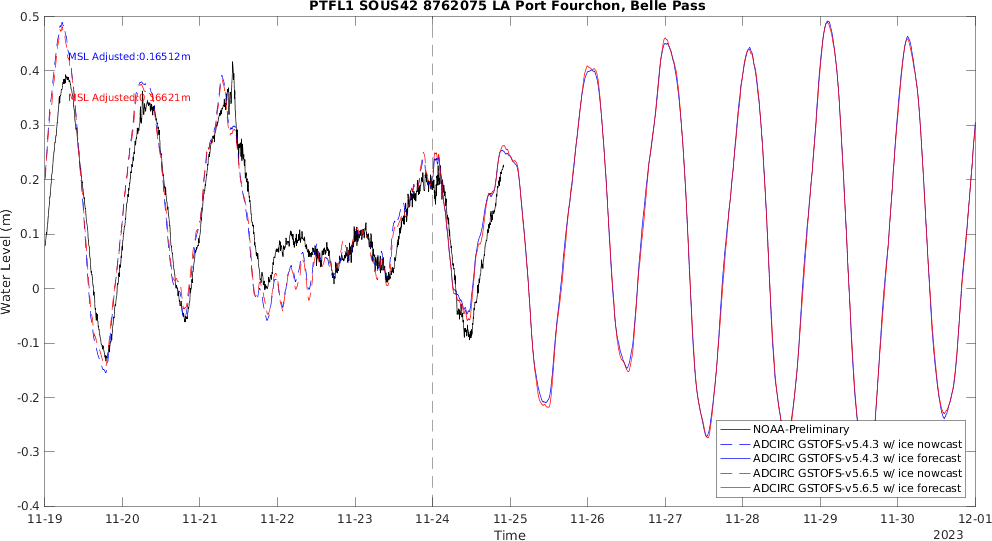 PTFL1 SOUS42 8762075 LA Port Fourchon, Belle Pass
MSL Adjusted:0.16512m
MSL Adjusted:0.16621m
Water Level (m)
0.5
0.4
0.3
0.2
0.1
0
-0.1
-0.2
-0.3
-0.4
NOAA-Preliminary
ADCIRC GSTOFS-v5.4.3 w/ ice nowcast
ADCIRC GSTOFS-v5.4.3 w/ ice forecast
ADCIRC GSTOFS-v5.6.5 w/ ice nowcast
ADCIRC GSTOFS-v5.6.5 w/ ice forecast
11-19 11-20 11-21 11-22 11-23 11-24 11-25 11-26 11-27 11-28 11-29 11-30 12-01
Time
2023